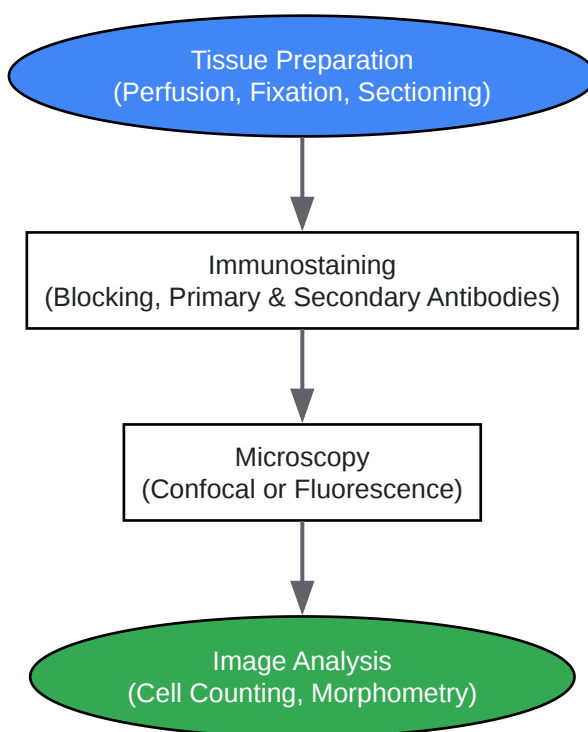 Tissue Preparation
(Perfusion, Fixation, Sectioning)
Immunostaining
(Blocking, Primary & Secondary Antibodies)
Microscopy
(Confocal or Fluorescence)
Image Analysis
(Cell Counting, Morphometry)